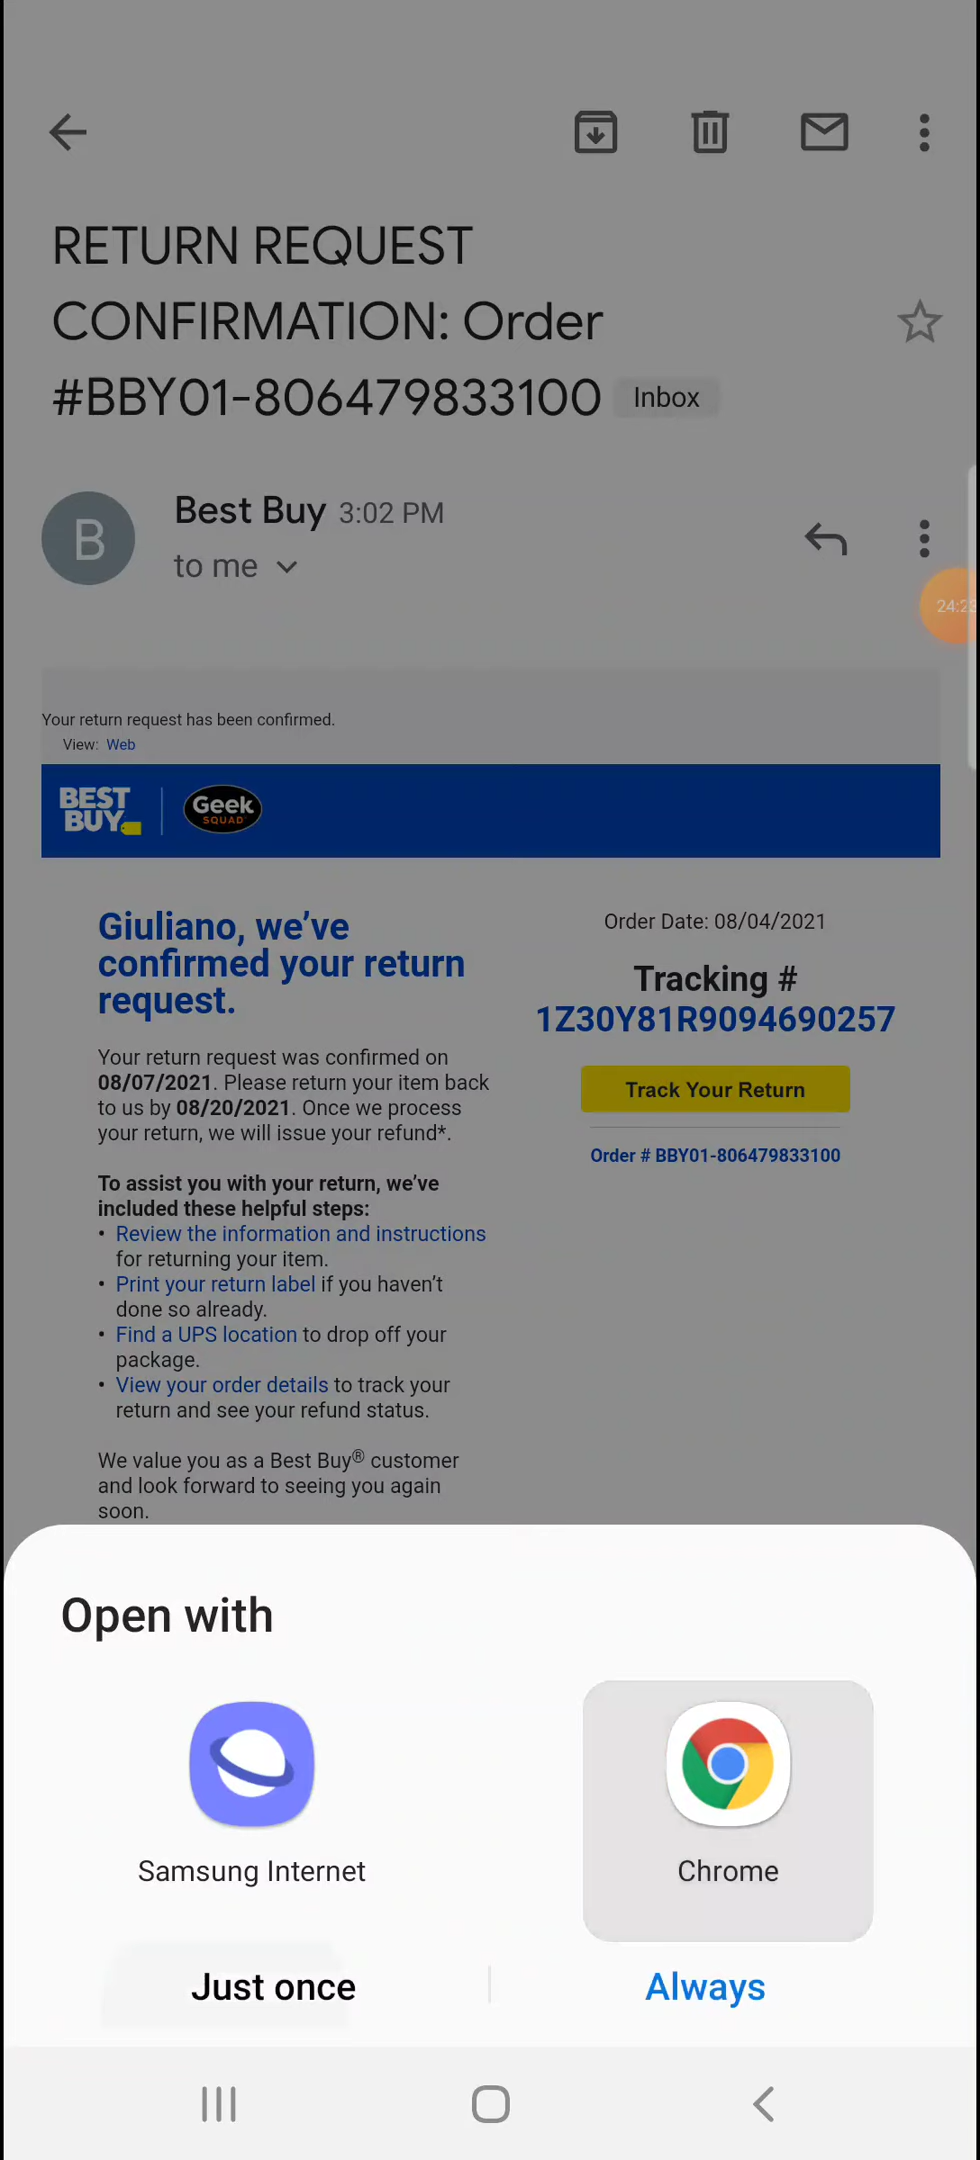 RETURN REQUEST
CONFIRMATION: Order
#BBY01-806479833100 Inbox
B
Best Buy 3:02 PM
to me
Your return request has been confirmed.
View: Web
BEST
BUY
Geek
SQUAD
Giuliano, we’ve
confirmed your return
request.
Your return request was confirmed on
08/07/2021. Please return your item back
to us by 08/20/2021. Once we process
your return, we will issue your refund*.
To assist you with your return, we’ve
included these helpful steps:
• Review the information and instructions
for returning your item.
• Print your return label if you haven’t
done so already.
• Find a UPS location to drop off your
package.
• View your order details to track your
return and see your refund status.
We value you as a Best Buy® customer
and look forward to seeing you again
soon.
Order Date: 08/04/2021
Tracking #
1Z30Y81R9094690257
Track Your Return
Order # BBY01-806479833100
Open with
Samsung Internet
Chrome
Just once
Always